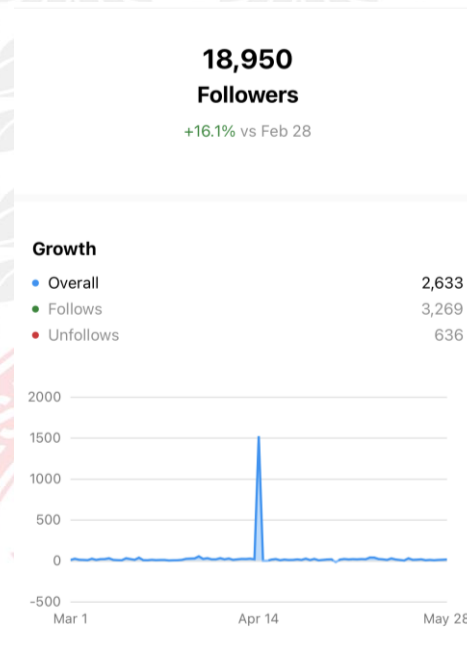 18,950
Followers
+16.1% vs Feb 28
Growth
Overall 2,633
Follows 3,269
Unfollows 636
2000
1500
1000
500
0
-500
Mar 1 Apr 14 May 28